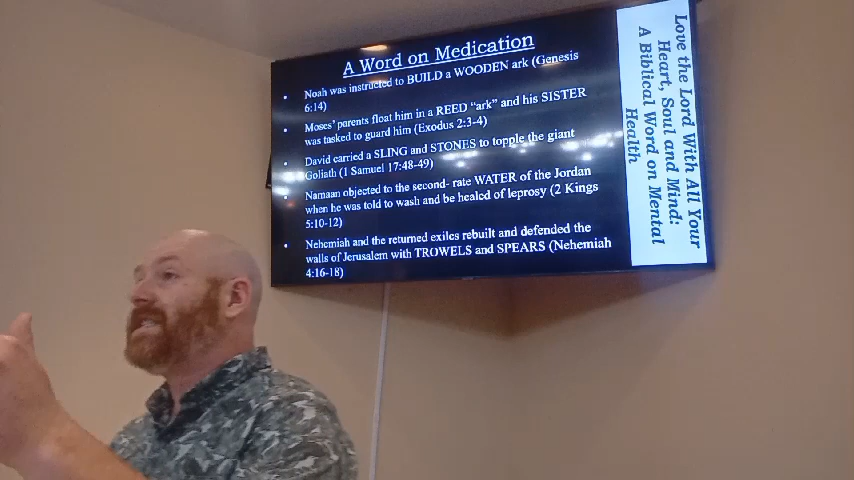 A Word on Medication
• Noah was instructed to BUILD a WOODEN ark (Genesis
6:14)
• Moses' parents float him in a REED "ark" and his SISTER
was tasked to guard him (Exodus 2:3-4)
• David carried a SLING and STONES to topple the giant
Goliath (1 Samuel 17:48-49)
• Namaan objected to the second- rate WATER of the Jordan
when he was told to wash and be healed of leprosy (2 Kings
5:10-12)
• Nehemiah and the returned exiles rebuilt and defended the
walls of Jerusalem with TROWELS and SPEARS (Nehemiah
4:16-18)
Love the Lord With All Your
Heart, Soul and Mind:
A Biblical Word on Mental
Health